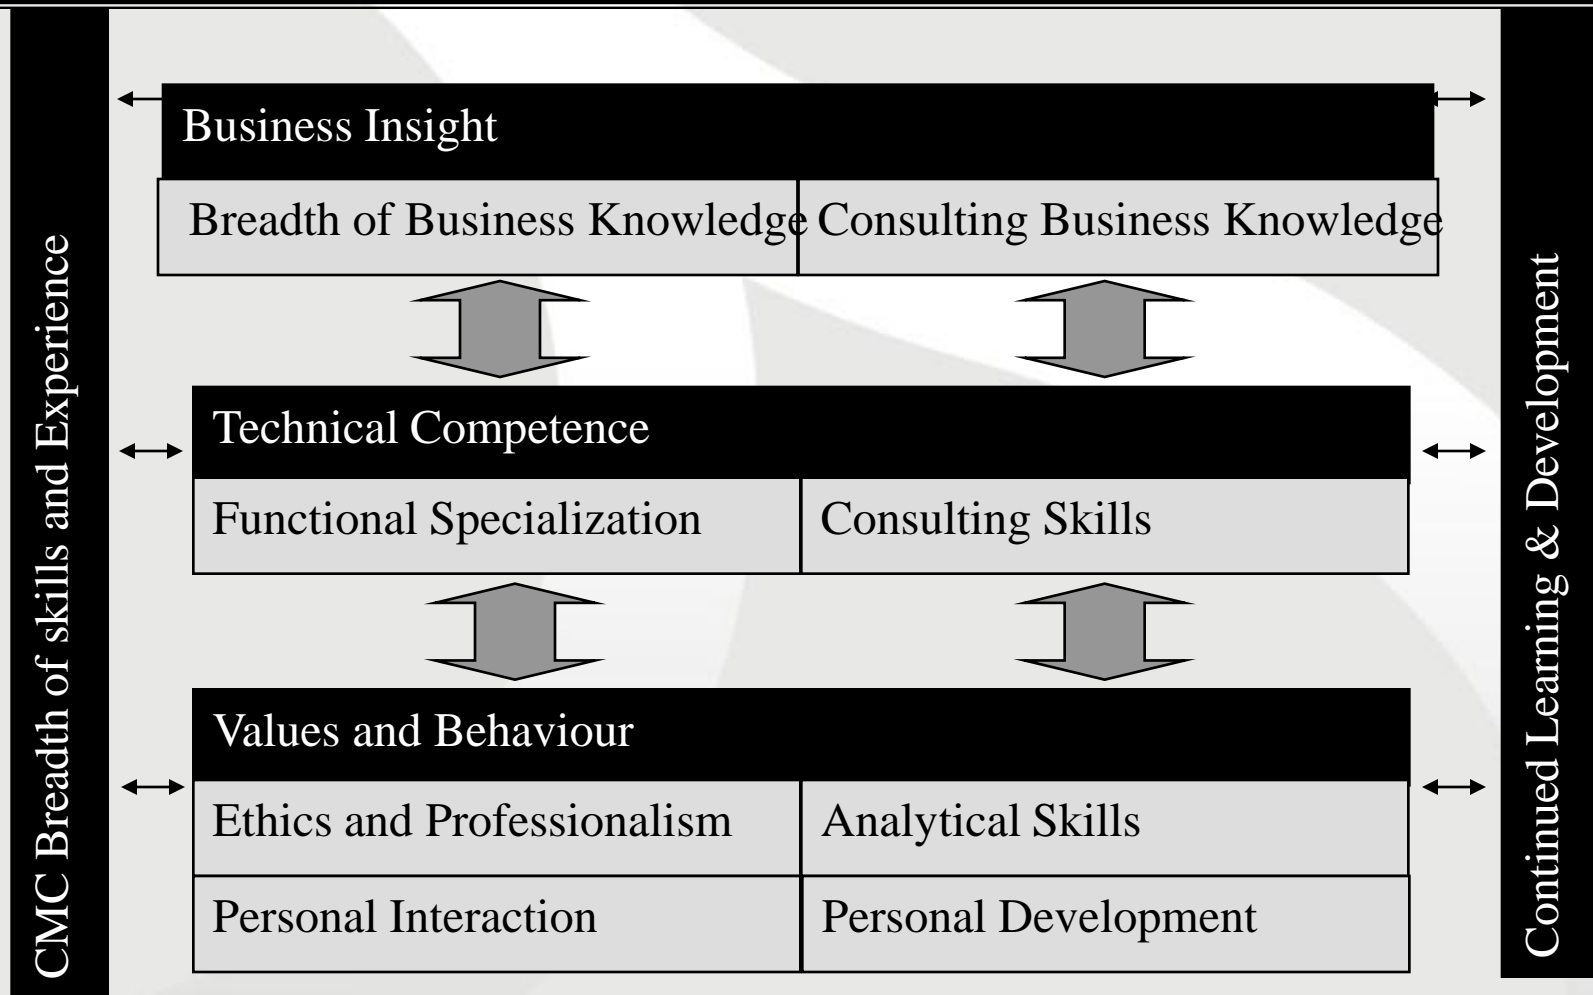 CMC Breadth of skills and Experience
Business Insight
Breadth of Business Knowledge
Consulting Business Knowledge
Technical Competence
Functional Specialization
Consulting Skills
Values and Behaviour
Ethics and Professionalism
Analytical Skills
Personal Interaction
Personal Development
Continued Learning & Development